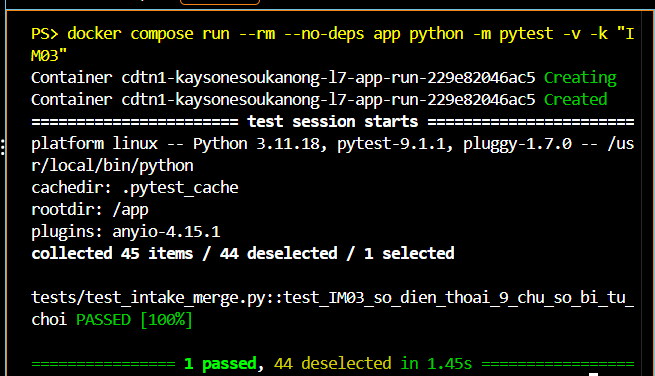 PS> docker compose run --rm --no-deps app python -m pytest -v -k "I
M03"
Container cdtn1-kaysonesoukanong-l7-app-run-229e82046ac5 Creating
Container cdtn1-kaysonesoukanong-l7-app-run-229e82046ac5 Created
======================= test session starts =======================
platform linux -- Python 3.11.18, pytest-9.1.1, pluggy-1.7.0 -- /us
r/local/bin/python
cachedir: .pytest_cache
rootdir: /app
plugins: anyio-4.15.1
collected 45 items / 44 deselected / 1 selected
tests/test_intake_merge.py::test_IM03_so_dien_thoai_9_chu_so_bi_tu_
choi PASSED [100%]
================ 1 passed, 44 deselected in 1.45s =================